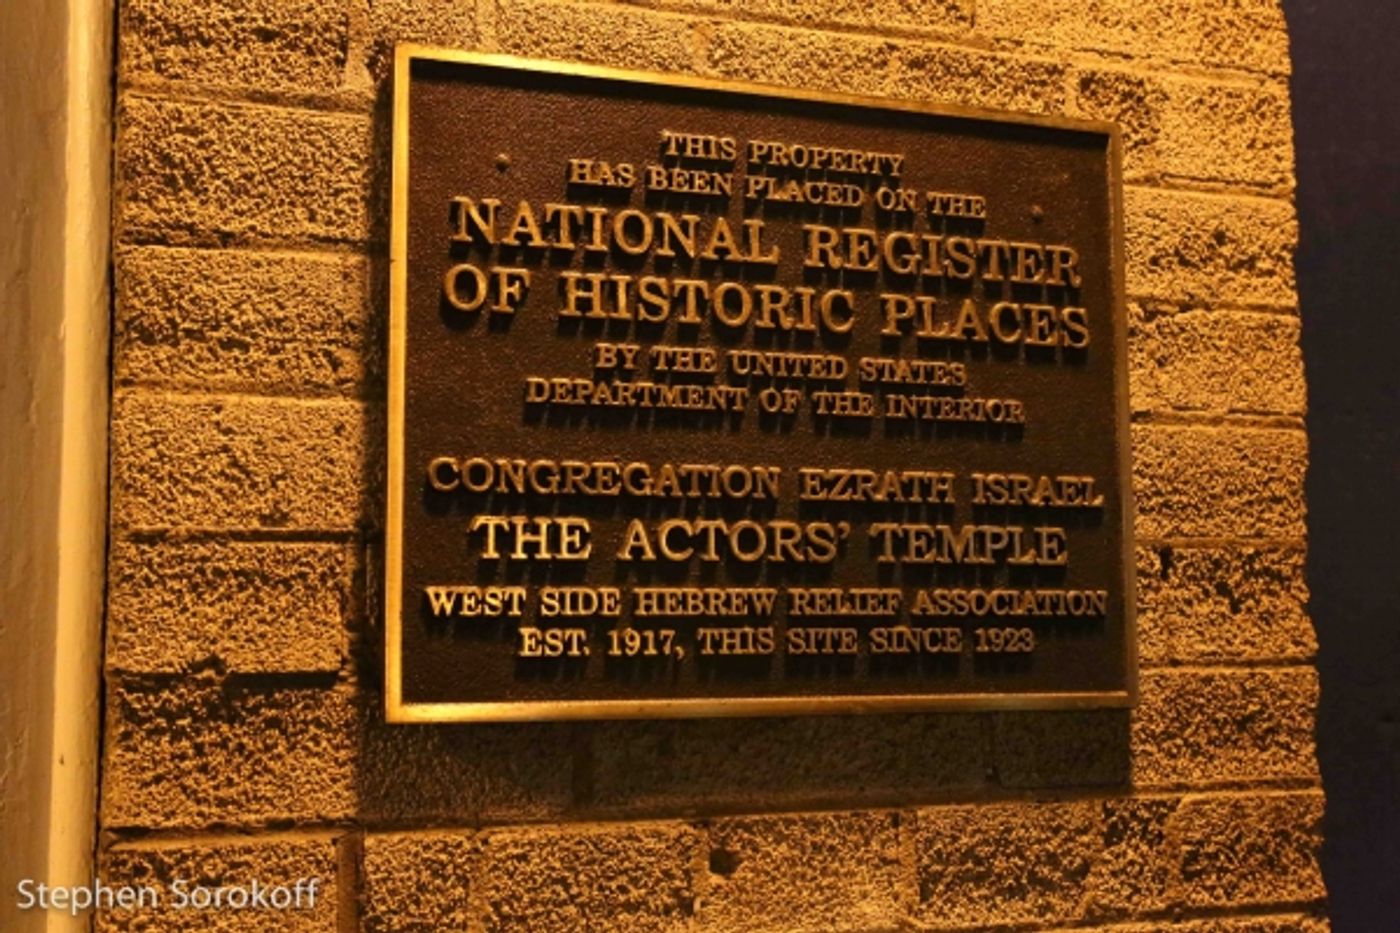 THIS PROPERTY
HAS BEEN PLACED ON THE
NATIONAL REGISTER
OF HISTORIC PLACES
BY THE UNITED STATES
DEPARTMENT OF THE INTERIOR
CONGREGATION EZRATH ISRAEL
THE ACTORS' TEMPLE
WEST SIDE HEBREW RELIEF ASSOCIATION
EST. 1917, THIS SITE SINCE 1923
Stephen Sorokoff